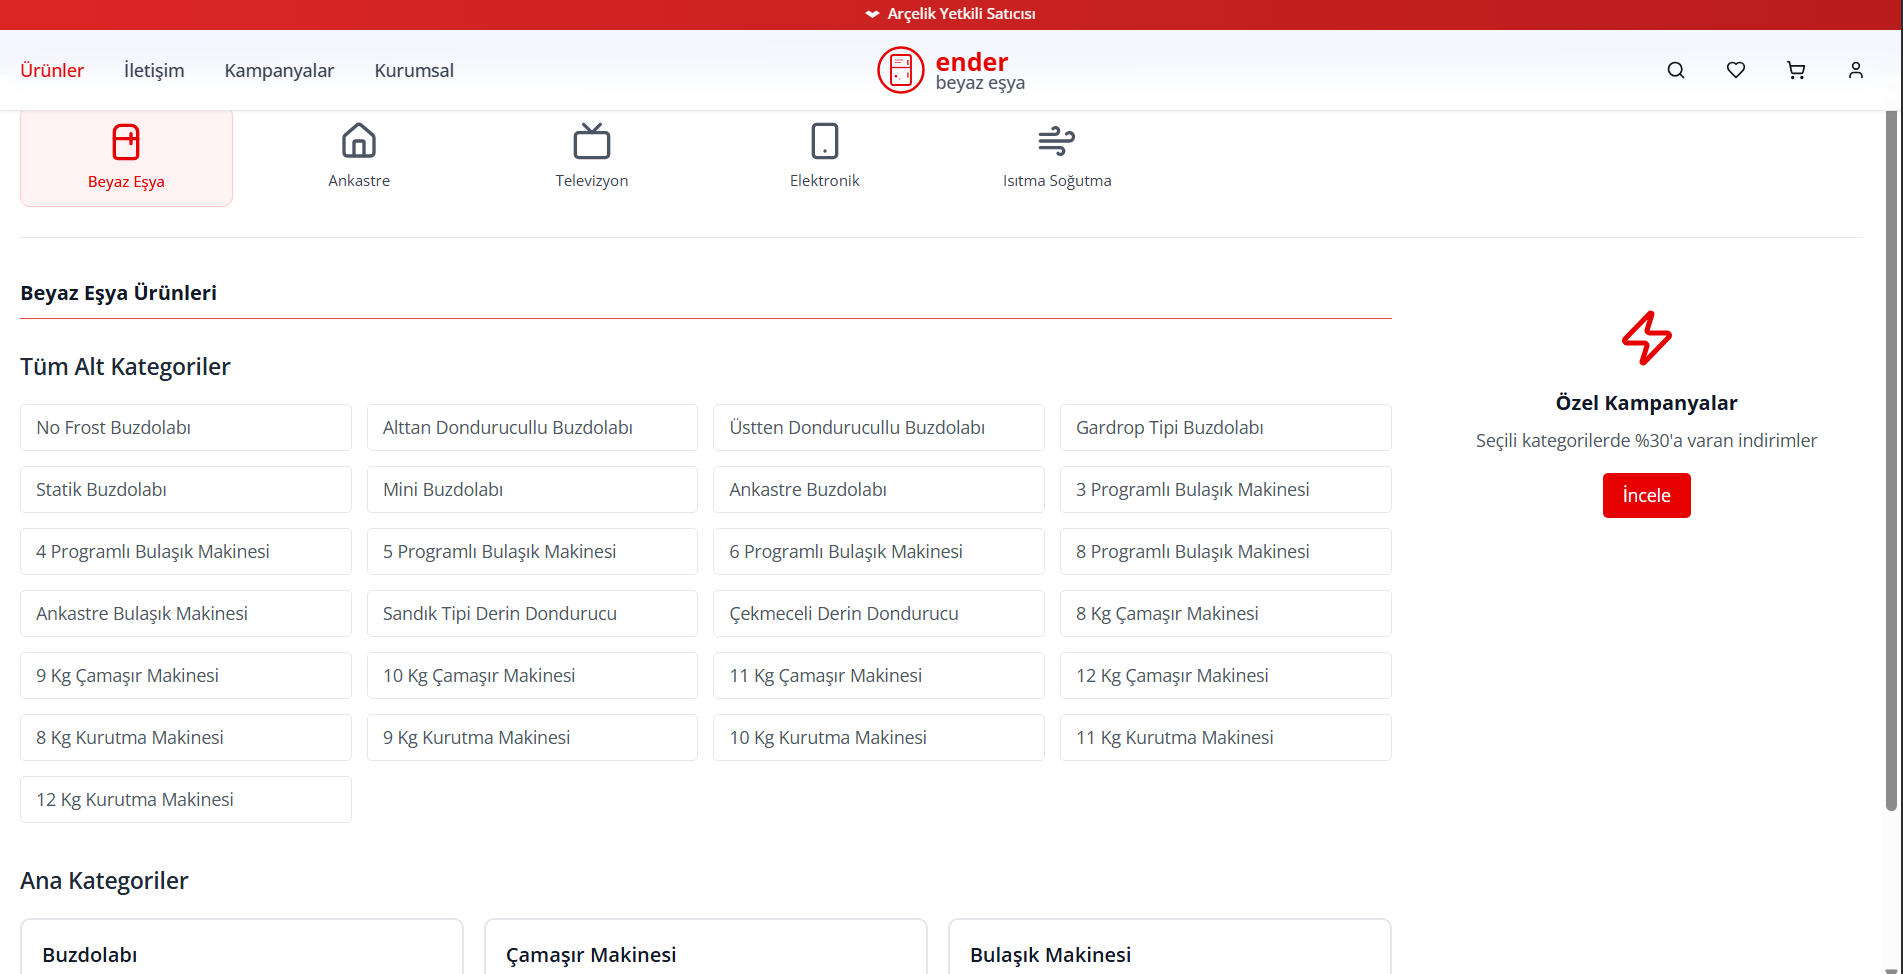 Arçelik Yetkili Satıcısı
Ürünler İletişim Kampanyalar Kurumsal
ender
beyaz eşya
Beyaz Eşya Ankastre Televizyon Elektronik Isıtma Soğutma
Beyaz Eşya Ürünleri
Tüm Alt Kategoriler
No Frost Buzdolabı Alttan Dondurucullu Buzdolabı Üstten Dondurucullu Buzdolabı Gardrop Tipi Buzdolabı
Statik Buzdolabı Mini Buzdolabı Ankastre Buzdolabı 3 Programlı Bulaşık Makinesi
4 Programlı Bulaşık Makinesi 5 Programlı Bulaşık Makinesi 6 Programlı Bulaşık Makinesi 8 Programlı Bulaşık Makinesi
Ankastre Bulaşık Makinesi Sandık Tipi Derin Dondurucu Çekmeceli Derin Dondurucu 8 Kg Çamaşır Makinesi
9 Kg Çamaşır Makinesi 10 Kg Çamaşır Makinesi 11 Kg Çamaşır Makinesi 12 Kg Çamaşır Makinesi
8 Kg Kurutma Makinesi 9 Kg Kurutma Makinesi 10 Kg Kurutma Makinesi 11 Kg Kurutma Makinesi
12 Kg Kurutma Makinesi
Özel Kampanyalar
Seçili kategorilerde %30'a varan indirimler
İncele
Ana Kategoriler
Buzdolabı Çamaşır Makinesi Bulaşık Makinesi